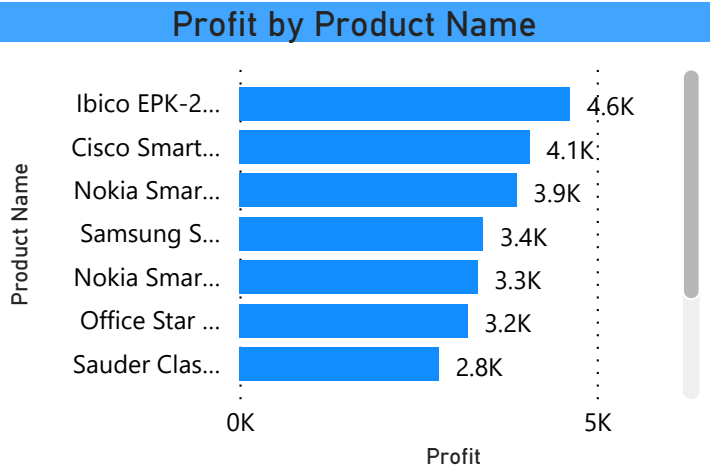 Profit by Product Name
Product Name
Ibico EPK-2... 4.6K
Cisco Smart... 4.1K
Nokia Smar... 3.9K
Samsung S... 3.4K
Nokia Smar... 3.3K
Office Star ... 3.2K
Sauder Clas... 2.8K
0K 5K
Profit